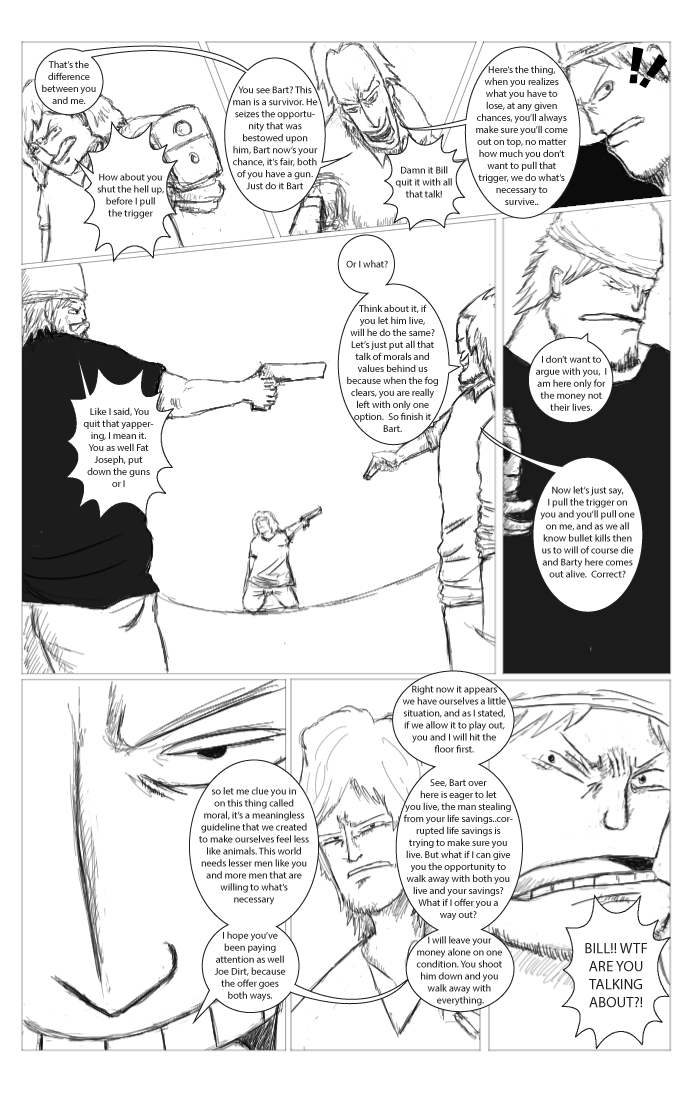 That's the
difference
between you
and me.
How about you
shut the hell up,
before I pull
the trigger
You see Bart? This
man is a survivor. He
seizes the opportu-
nity that was
bestowed upon
him, Bart now's your
chance, it's fair, both
of you have a gun.
Just do it Bart
Damn it Bill
quit it with all
that talk!
Here's the thing,
when you realizes
what you have to
lose, at any given
chances, you'll always
make sure you'll come
out on top, no matter
how much you don't
want to pull that
trigger, we do what's
necessary to
survive..
!!
Like I said, You
quit that yapper-
ing, I mean it.
You as well Fat
Joseph, put
down the guns
or I
Or I what?
Think about it, if
you let him live,
will he do the same?
Let's just put all that
talk of morals and
values behind us
because when the fog
clears, you are really
left with only one
option. So finish it
Bart.
I don't want to
argue with you, I
am here only for
the money not
their lives.
Now let's just say,
I pull the trigger on
you and you'll pull one
on me, and as we all
know bullet kills then
us to will of course die
and Barty here comes
out alive. Correct?
so let me clue you in
on this thing called
moral, it's a meaningless
guideline that we created
to make ourselves feel less
like animals. This world
needs lesser men like you
and more men that are
willing to what's
necessary
I hope you've
been paying
attention as well
Joe Dirt, because
the offer goes
both ways.
Right now it appears
we have ourselves a little
situation, and as I stated,
if we allow it to play out,
you and I will hit the
floor first.
See, Bart over
here is eager to let
you live, the man stealing
from your life savings..cor-
rupted life savings is
trying to make sure you
live. But what if I can give
you the opportunity to
walk away with both you
live and your savings?
What if I offer you a
way out?
I will leave your
money alone on one
condition. You shoot
him down and you
walk away with
everything.
BILL!! WTF
ARE YOU
TALKING
ABOUT?!